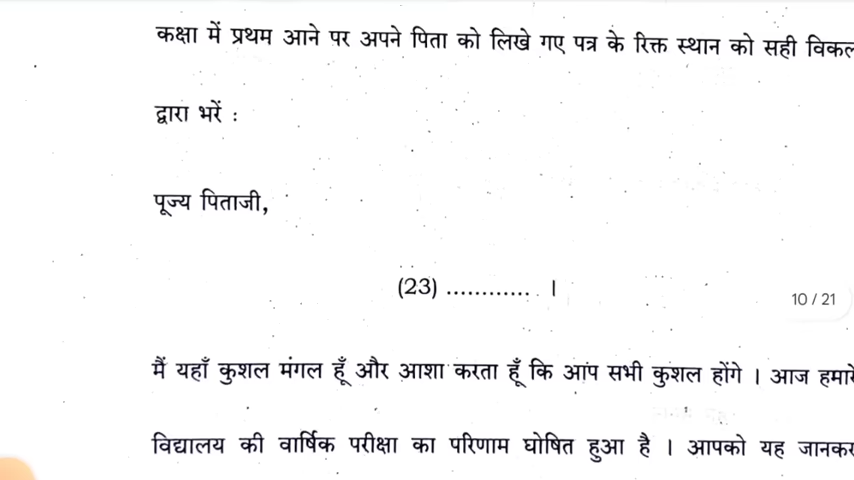 कक्षा में प्रथम आने पर अपने पिता को लिखे गए पत्र के रिक्त स्थान को सही
द्वारा भरें :
पूज्य पिताजी,
(23) ............ ।
10 / 21
मैं यहाँ कुशल मंगल हूँ और आशा करता हूँ कि आप सभी कुशल होंगे । आज हमारे
विद्यालय की वार्षिक परीक्षा का परिणाम घोषित हुआ है । आपको यह जानकर